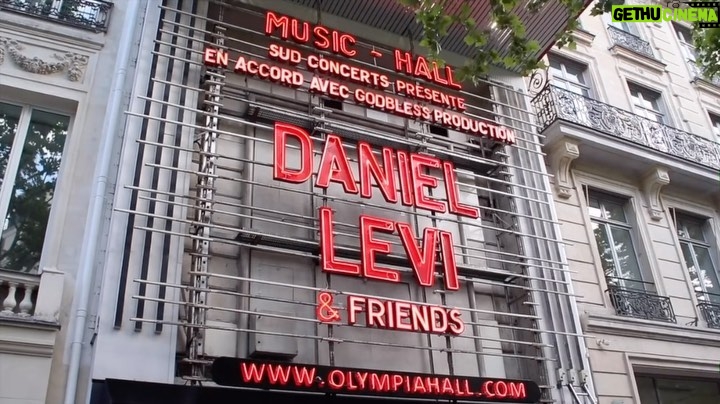 GETHUCINEMA
MUSIC - HALL
SUD CONCERTS PRÉSENTE
EN ACCORD AVEC GODBLESS PRODUCTION
DANIEL
LEVI
& FRIENDS
WWW.OLYMPIAHALL.COM